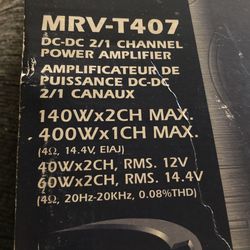 MRV-T407
DC-DC 2/1 CHANNEL
POWER AMPLIFIER
AMPLIFICATEUR DE
PUISSANCE DC-DC
2/1 CANAUX
140Wx2CH MAX.
400Wx1CH MAX.
(4Ω, 14.4V, EIAJ)
40Wx2CH, RMS. 12V
60Wx2CH, RMS. 14.4V
(4Ω, 20Hz-20KHz, 0.08%THD)